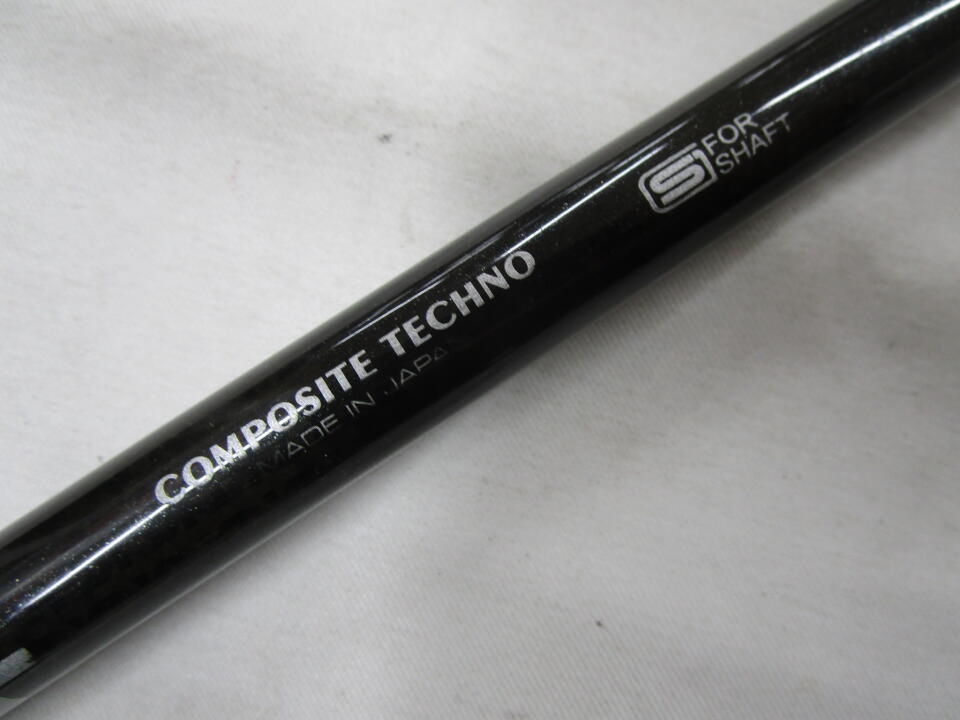 COMPOSITE TECHNO
MADE IN JAPAN
S FOR
SHAFT